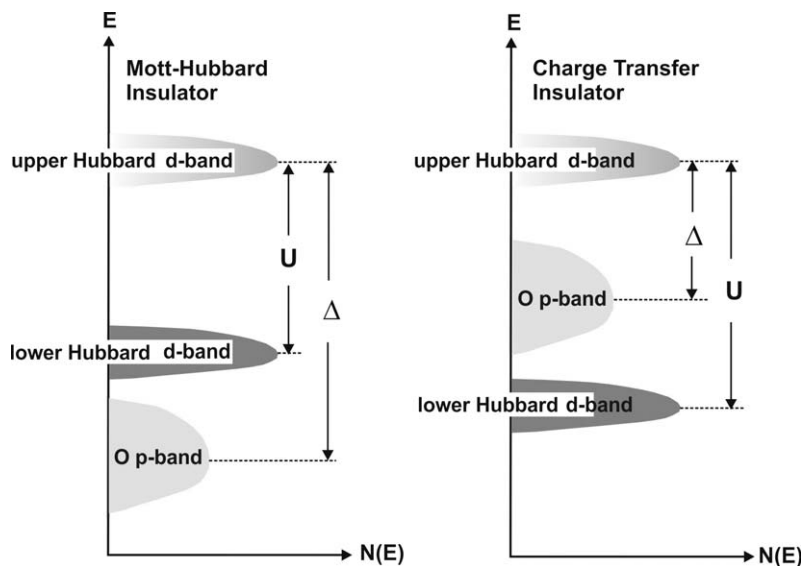 E
Mott-Hubbard
Insulator
upper Hubbard d-band
U
Δ
lower Hubbard d-band
O p-band
N(E)
E
Charge Transfer
Insulator
upper Hubbard d-band
Δ
O p-band
U
lower Hubbard d-band
N(E)